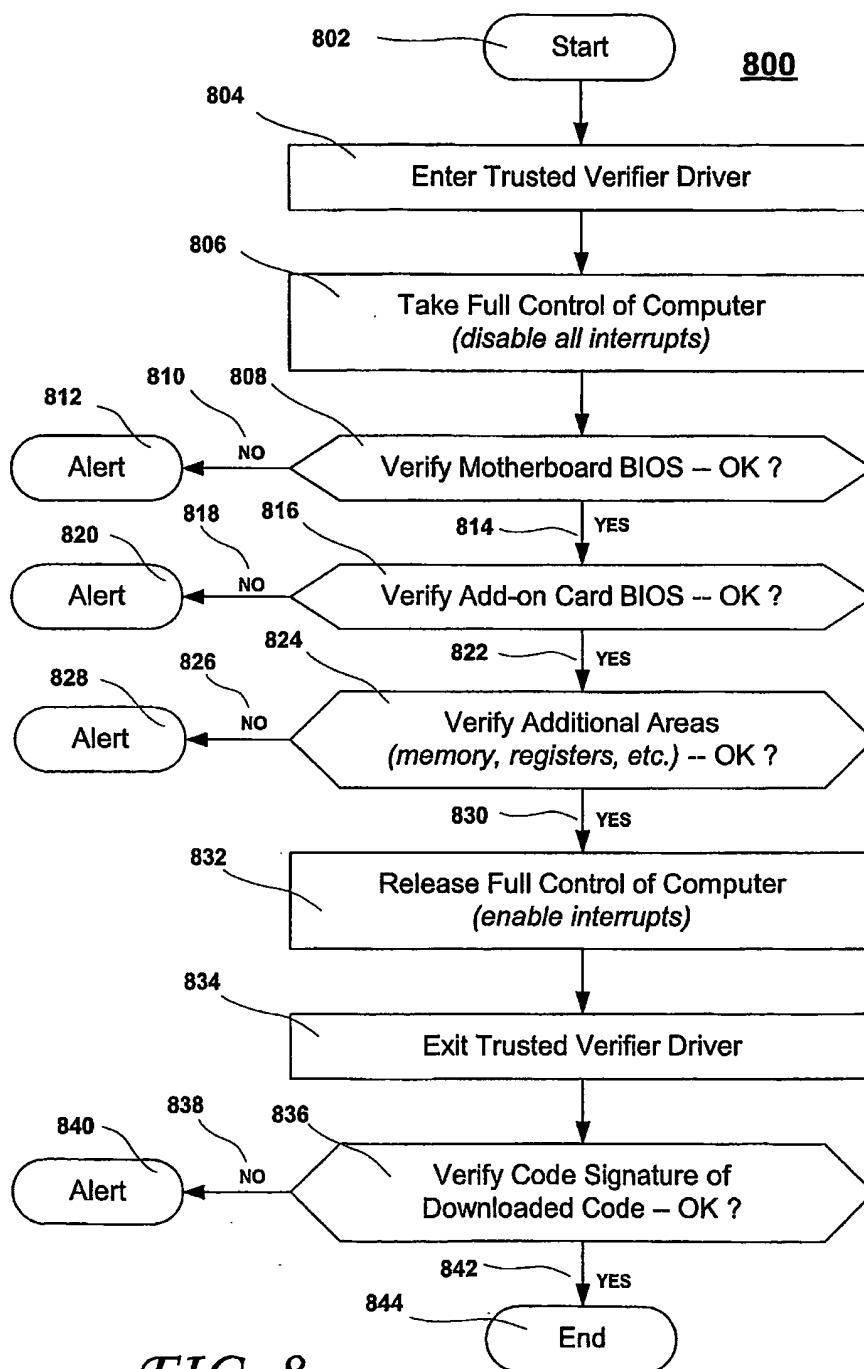 802
Start
800
804
Enter Trusted Verifier Driver
806
Take Full Control of Computer
(disable all interrupts)
810
808
812
Alert
NO
Verify Motherboard BIOS -- OK ?
818
816
814
YES
820
Alert
NO
Verify Add-on Card BIOS -- OK ?
824
822
YES
826
828
Alert
NO
Verify Additional Areas
(memory, registers, etc.) -- OK ?
830
YES
832
Release Full Control of Computer
(enable interrupts)
834
Exit Trusted Verifier Driver
838
836
840
Alert
NO
Verify Code Signature of
Downloaded Code – OK ?
842
YES
844
End
FIG. 8